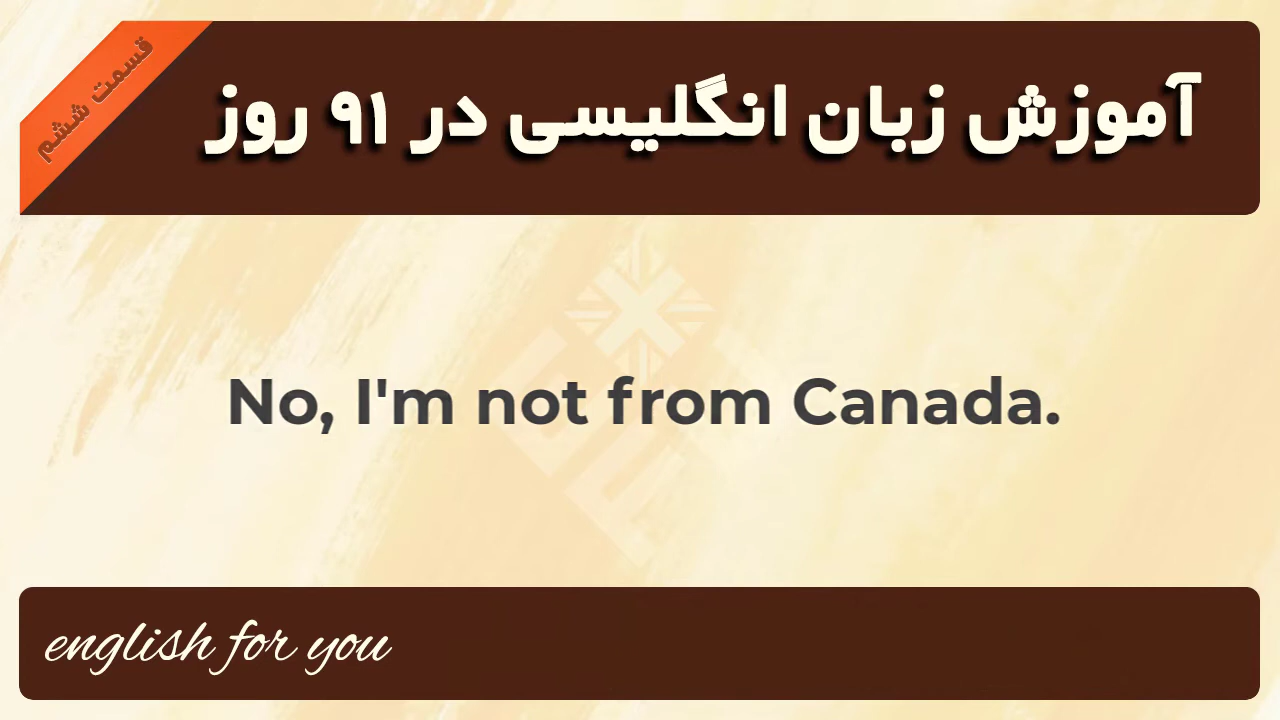 قسمت ششم
آموزش زبان انگلیسی در ۹۱ روز
No, I'm not from Canada.
english for you